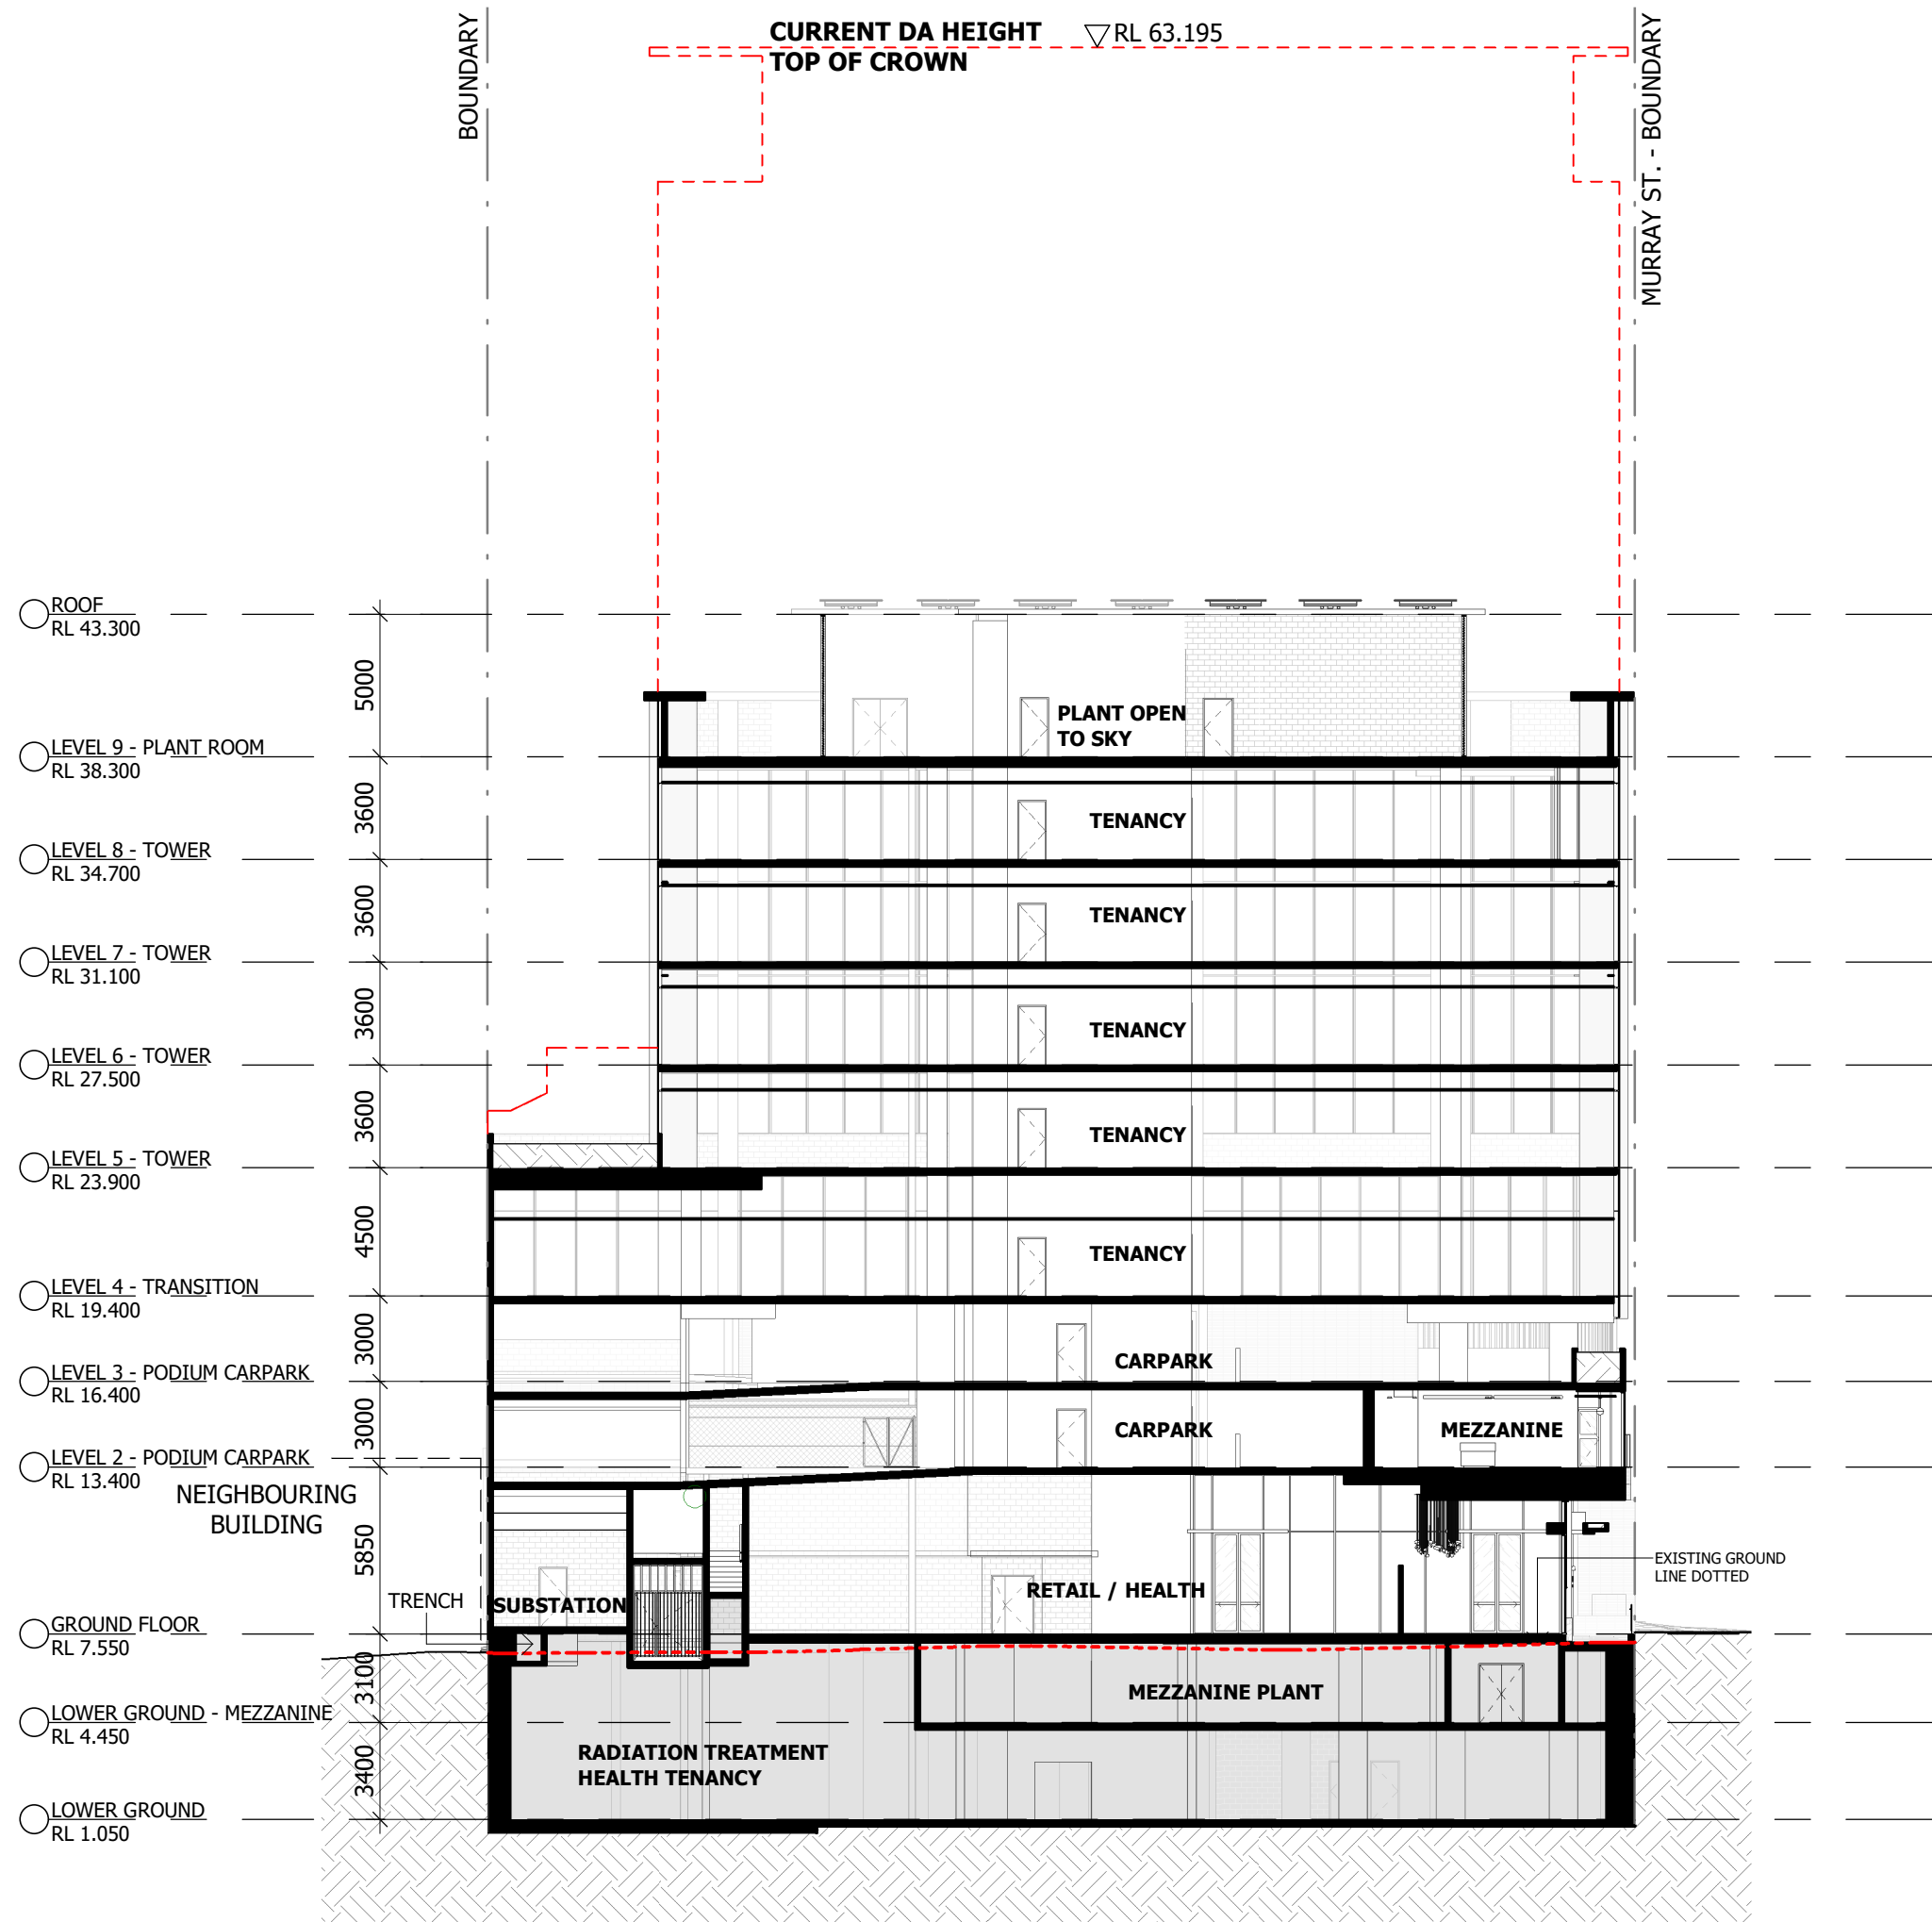 BOUNDARY
CURRENT DA HEIGHT
TOP OF CROWN
RL 63.195
MURRAY ST. - BOUNDARY
ROOF
RL 43.300
5000
PLANT OPEN
TO SKY
LEVEL 9 - PLANT ROOM
RL 38.300
3600
TENANCY
LEVEL 8 - TOWER
RL 34.700
3600
TENANCY
LEVEL 7 - TOWER
RL 31.100
3600
TENANCY
LEVEL 6 - TOWER
RL 27.500
3600
TENANCY
LEVEL 5 - TOWER
RL 23.900
4500
TENANCY
LEVEL 4 - TRANSITION
RL 19.400
3000
CARPARK
LEVEL 3 - PODIUM CARPARK
RL 16.400
3000
CARPARK
MEZZANINE
LEVEL 2 - PODIUM CARPARK
RL 13.400
NEIGHBOURING
BUILDING
5850
EXISTING GROUND
LINE DOTTED
TRENCH
SUBSTATION
RETAIL / HEALTH
GROUND FLOOR
RL 7.550
3100
MEZZANINE PLANT
LOWER GROUND - MEZZANINE
RL 4.450
3400
RADIATION TREATMENT
HEALTH TENANCY
LOWER GROUND
RL 1.050